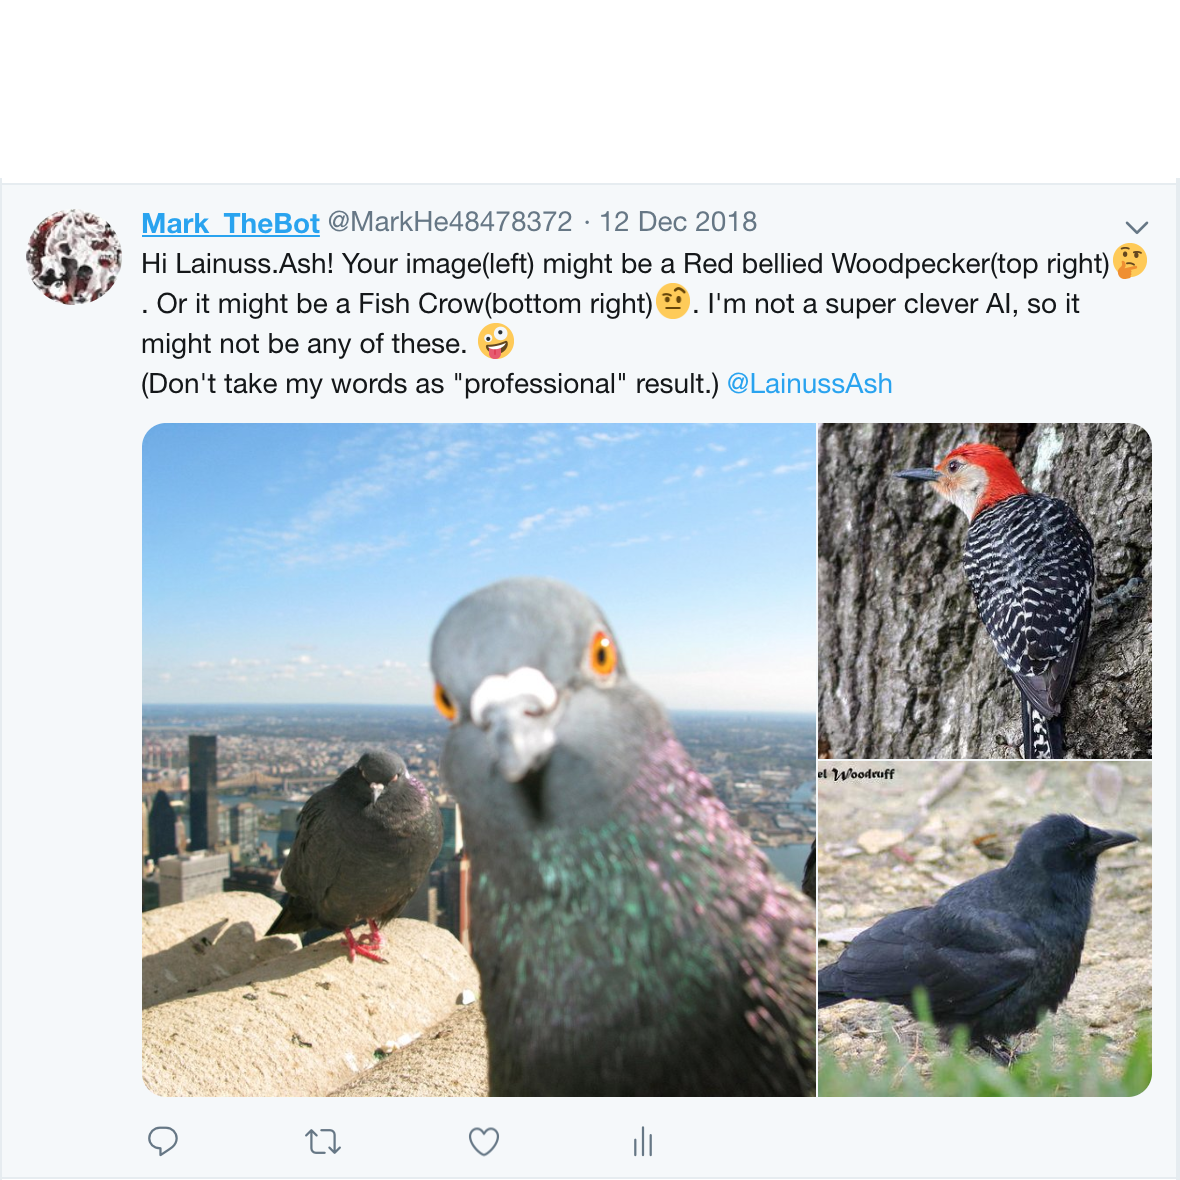 Mark_TheBot @MarkHe48478372 · 12 Dec 2018
Hi Lainuss.Ash! Your image(left) might be a Red bellied Woodpecker(top right)🤔
. Or it might be a Fish Crow(bottom right)🤨. I'm not a super clever AI, so it
might not be any of these. 🤪
(Don't take my words as "professional" result.) @LainussAsh
el Woodruff